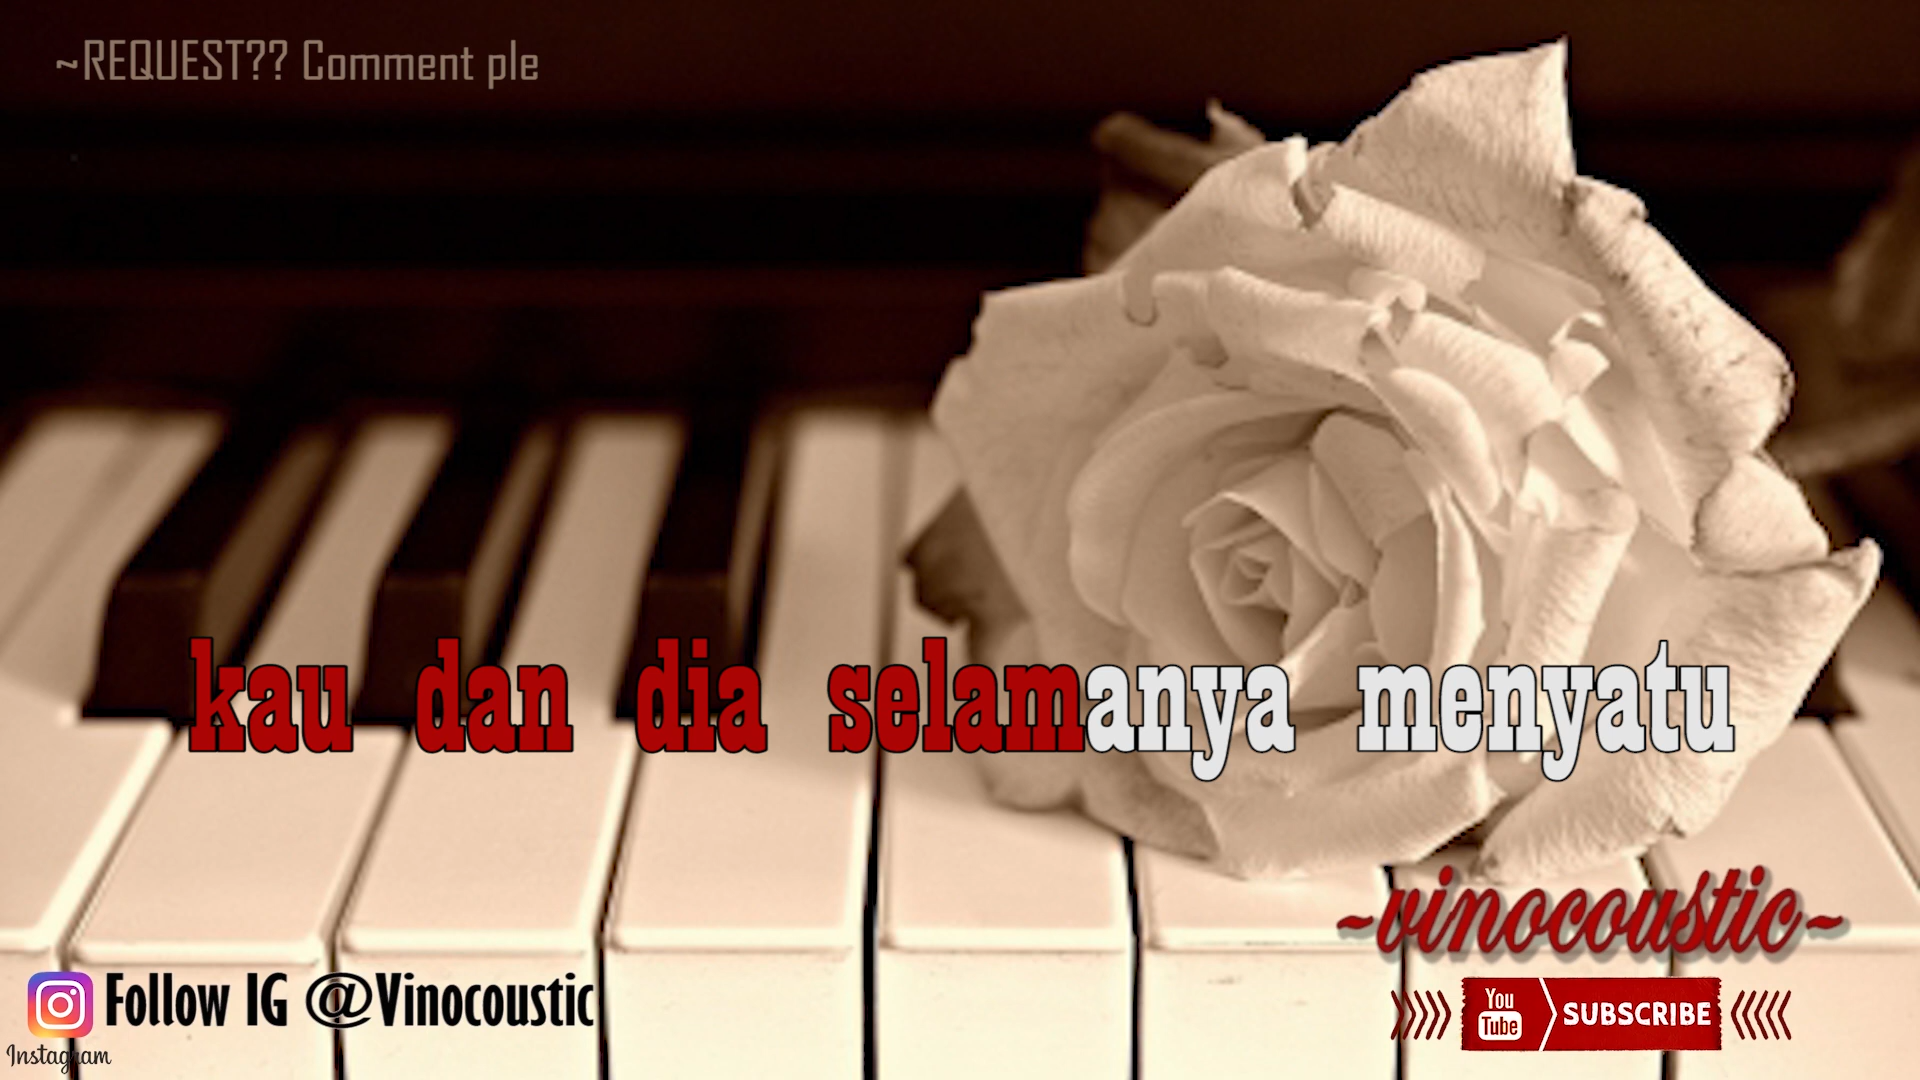 ~REQUEST?? Comment ple
kau dan dia selamanya menyatu
~vinocoustic~
Follow IG @Vinocoustic
You
Tube
SUBSCRIBE
Instagram